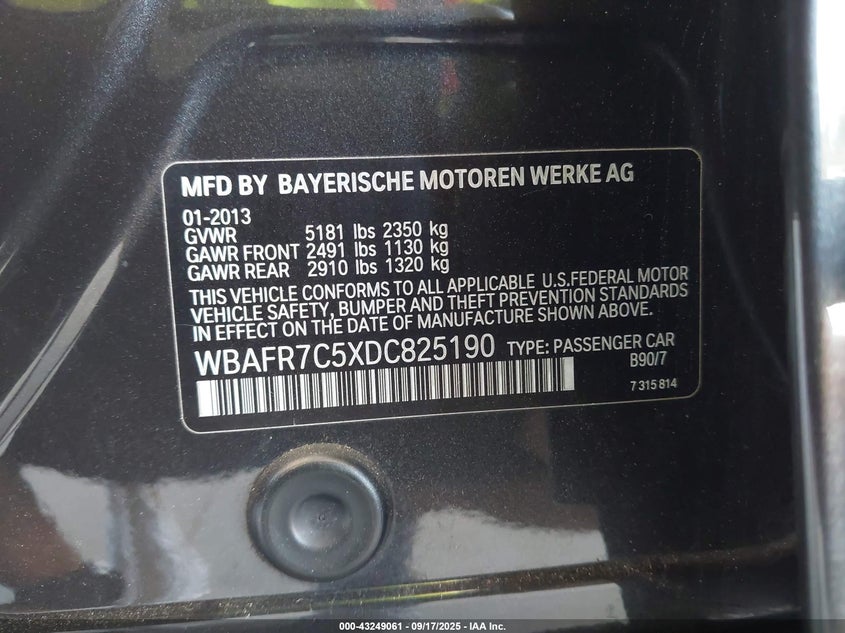 MFD BY BAYERISCHE MOTOREN WERKE AG
01-2013
GVWR 5181 lbs 2350 kg
GAWR FRONT 2491 lbs 1130 kg
GAWR REAR 2910 lbs 1320 kg
THIS VEHICLE CONFORMS TO ALL APPLICABLE U.S.FEDERAL MOTOR
VEHICLE SAFETY, BUMPER AND THEFT PREVENTION STANDARDS
IN EFFECT ON THE DATE OF MANUFACTURE SHOWN ABOVE.
WBAFR7C5XDC825190 TYPE: PASSENGER CAR
B90/7
7 315 814
000-43249061 - 09/17/2025 - IAA Inc.